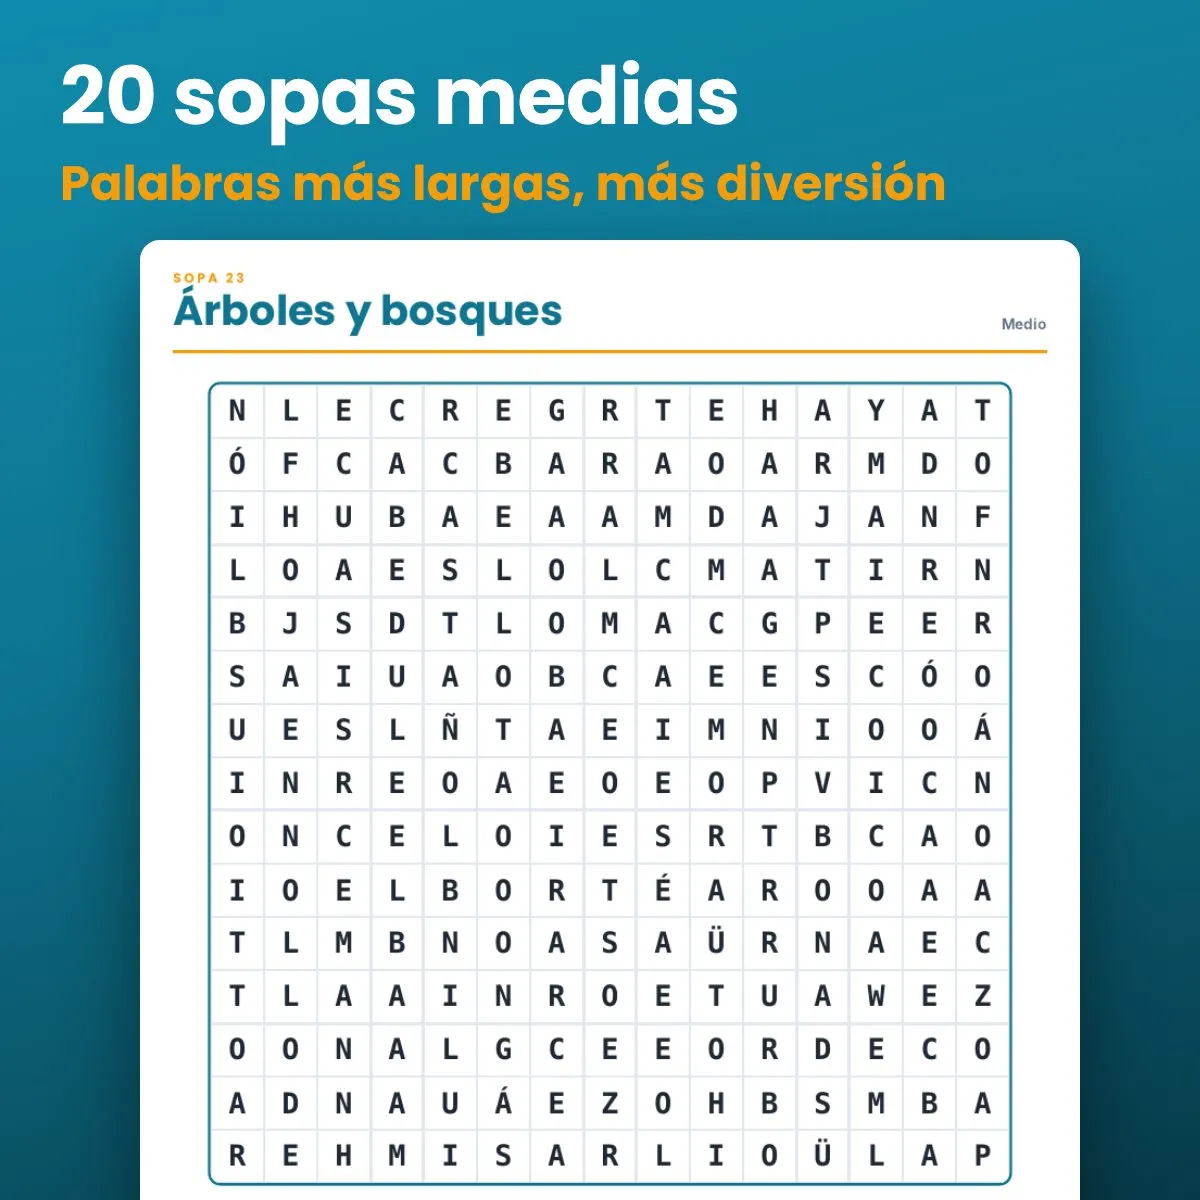 20 sopas medias
Palabras más largas, más diversión
SOPA 23
Árboles y bosques
Medio
N L E C R E G R T E H A Y A T
Ó F C A C B A R A O A R M D O
I H U B A E A A M D A J A N F
L O A E S L O L C M A T I R N
B J S D T L O M A C G P E E R
S A I U A O B C A E E S C Ó O
U E S L Ñ T A E I M N I O O Á
I N R E O A E O E O P V I C N
O N C E L O I E S R T B C A O
I O E L B O R T É A R O O A A
T L M B N O A S A Ü R N A E C
T L A A I N R O E T U A W E Z
O O N A L G C E E O R D E C O
A D N A U Á E Z O H B S M B A
R E H M I S A R L I O Ü L A P